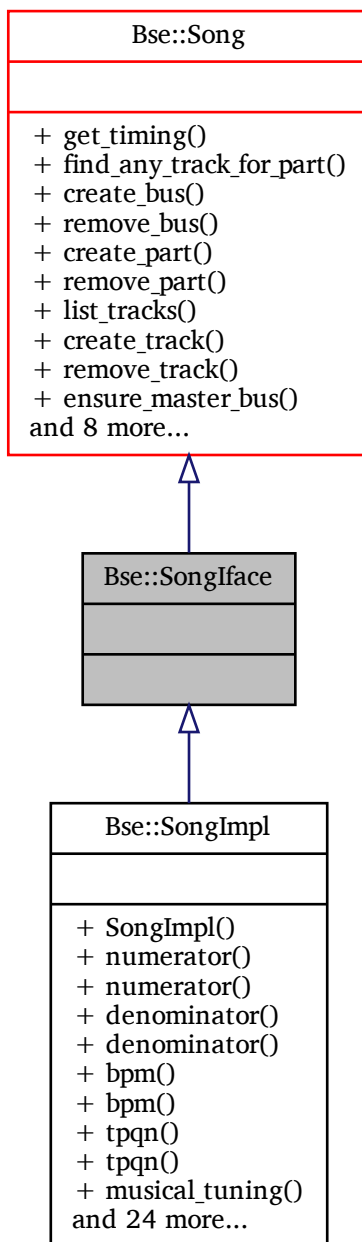 Bse::Song
+ get_timing()
+ find_any_track_for_part()
+ create_bus()
+ remove_bus()
+ create_part()
+ remove_part()
+ list_tracks()
+ create_track()
+ remove_track()
+ ensure_master_bus()
and 8 more...
Bse::SongIface
Bse::SongImpl
+ SongImpl()
+ numerator()
+ numerator()
+ denominator()
+ denominator()
+ bpm()
+ bpm()
+ tpqn()
+ tpqn()
+ musical_tuning()
and 24 more...